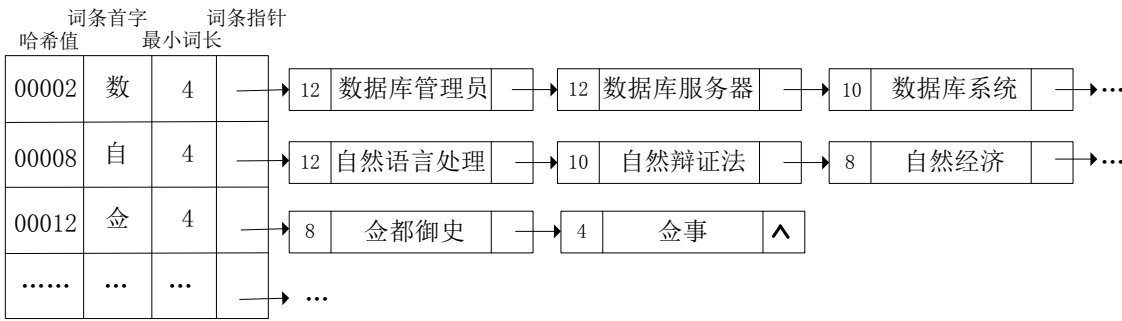 词条首字 词条指针
哈希值 最小词长
00002 数 4 12 数据库管理员 12 数据库服务器 10 数据库系统 …
00008 自 4 12 自然语言处理 10 自然辩证法 8 自然经济 …
00012 佥 4 8 佥都御史 4 佥事 ∧
…… … … …